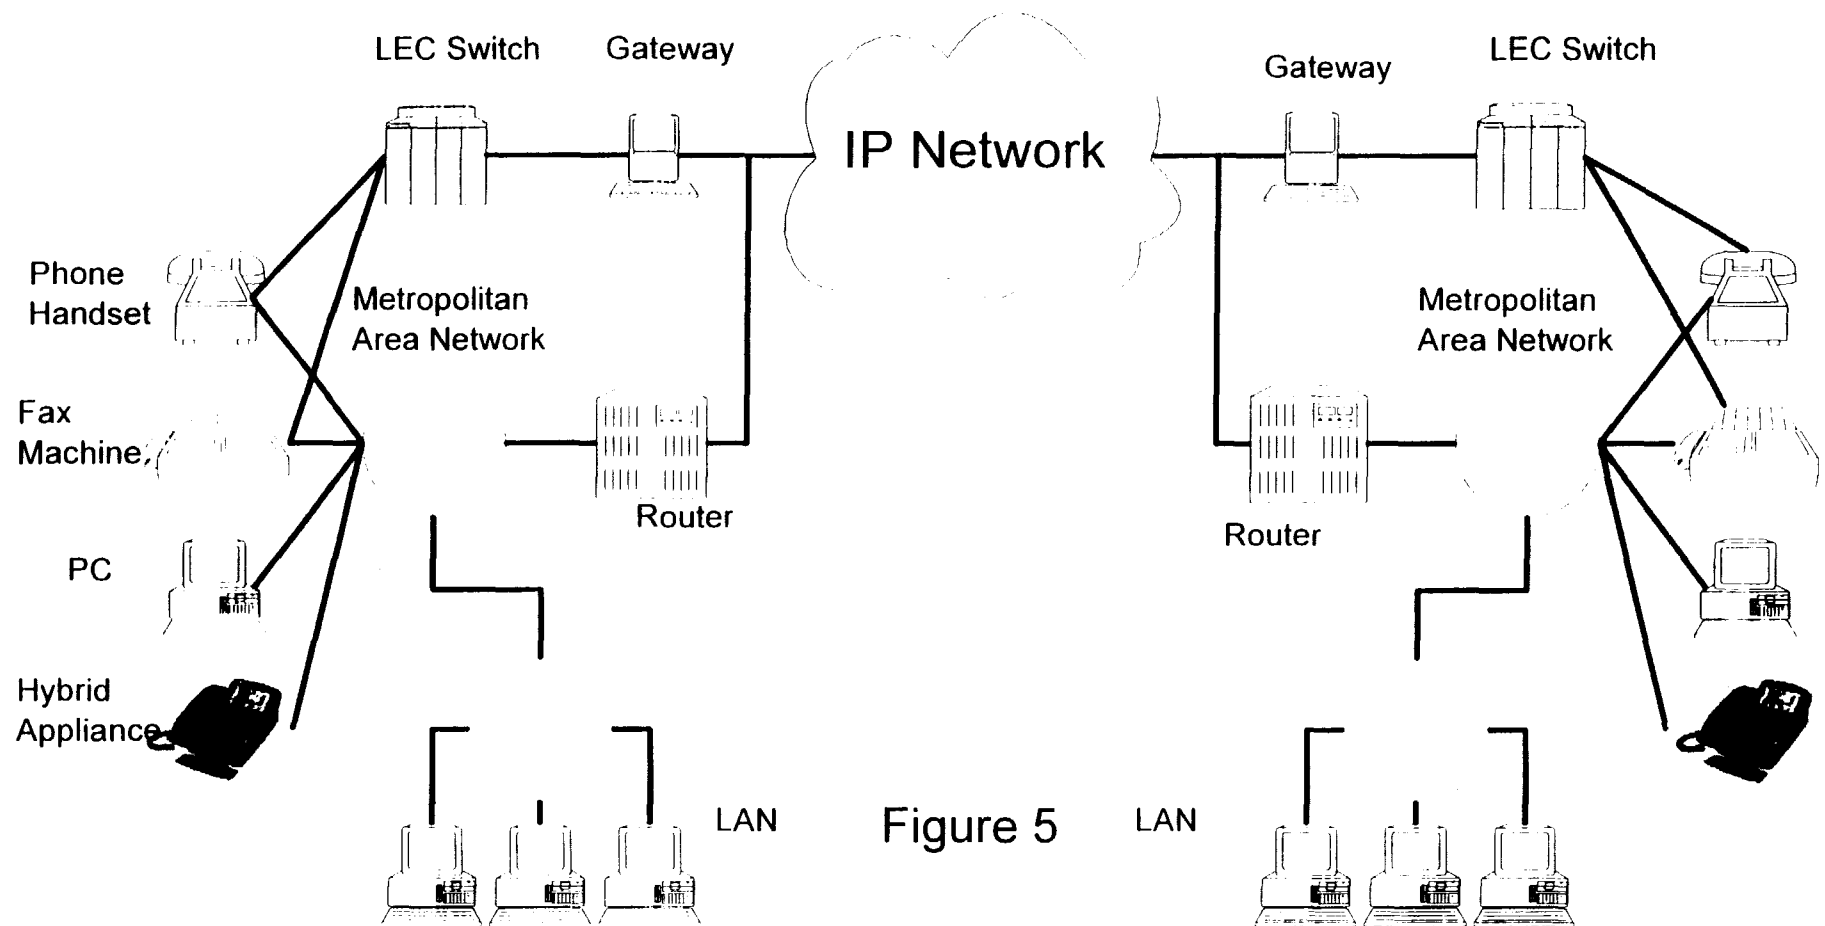 LEC Switch
Gateway
IP Network
Gateway
LEC Switch
Phone
Handset
Metropolitan
Area Network
Metropolitan
Area Network
Fax
Machine
Router
Router
PC
Hybrid
Appliance
LAN
Figure 5
LAN